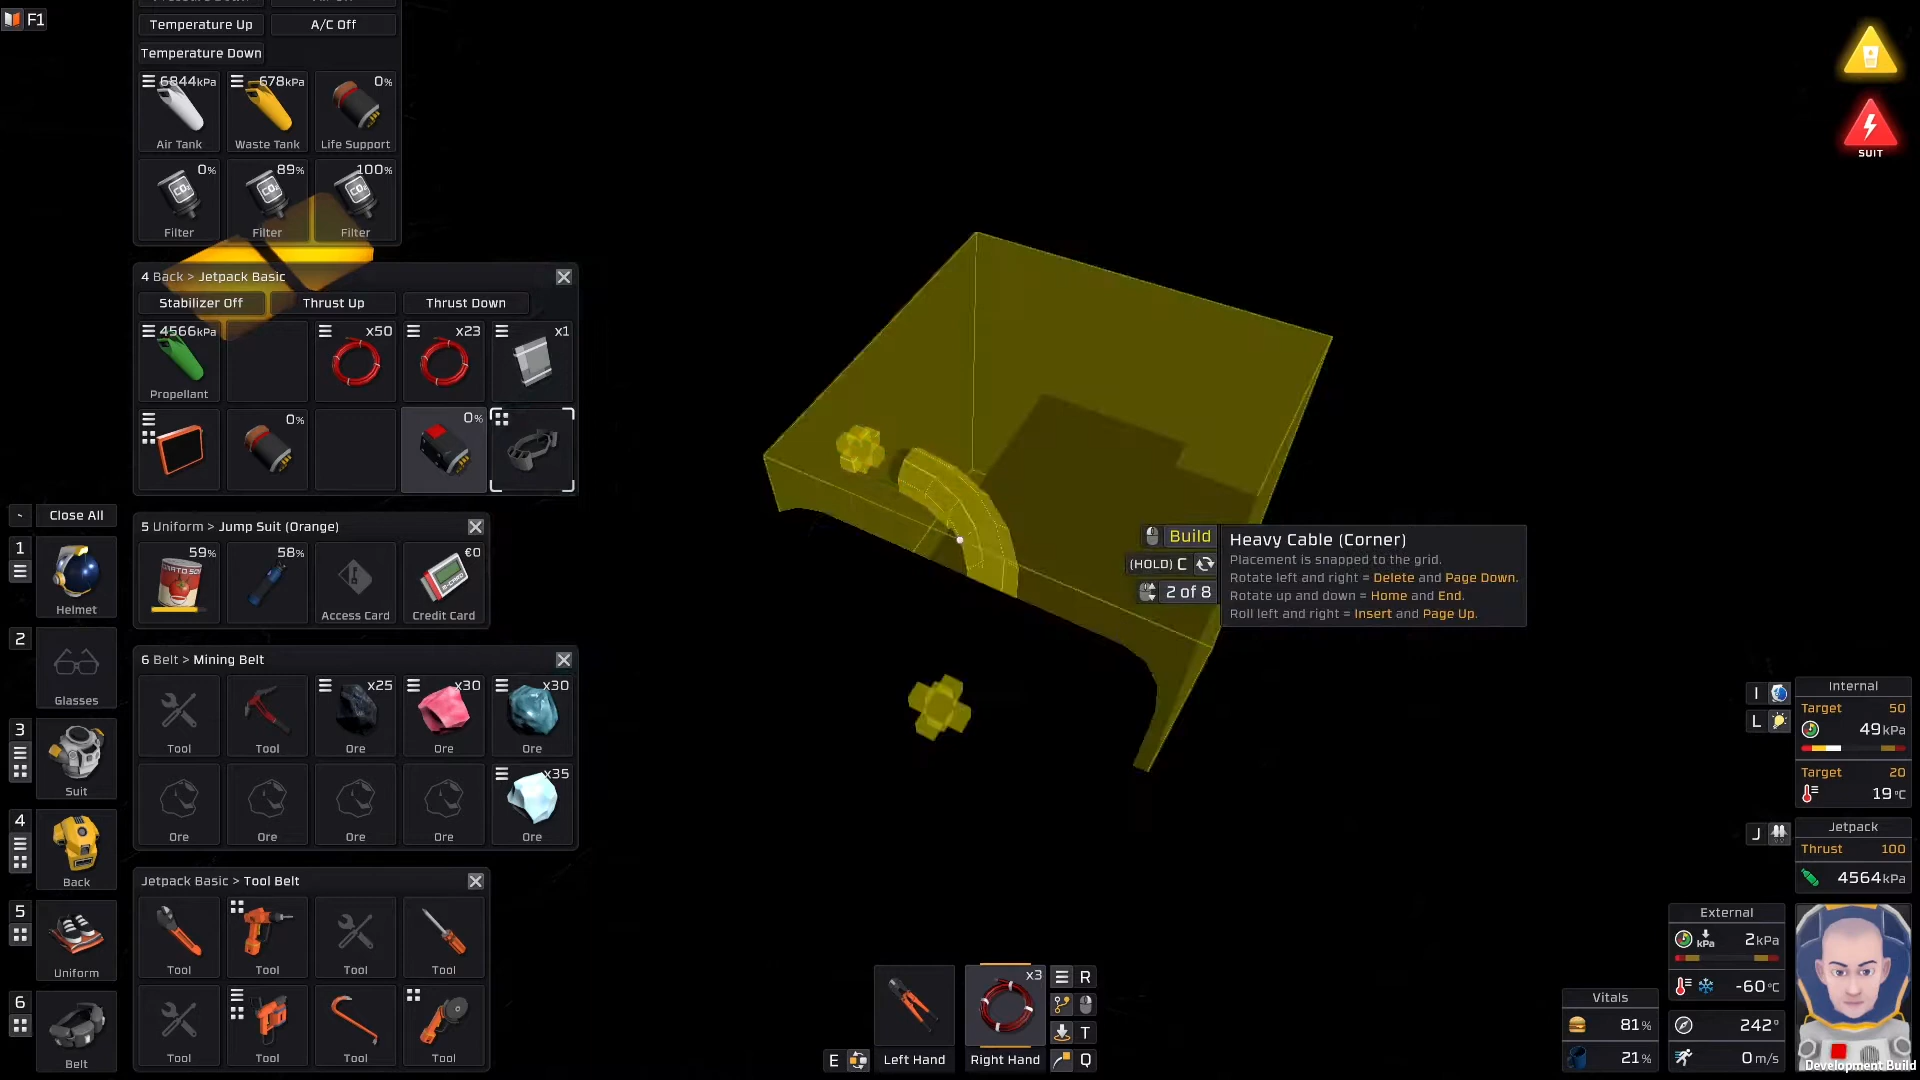 F1
Temperature Up
A/C Off
Temperature Down
6844kPa
678kPa
0%
Air Tank
Waste Tank
Life Support
0%
89%
100%
Filter
Filter
Filter
SUIT
4 Back > Jetpack Basic
Stabilizer Off
Thrust Up
Thrust Down
4566kPa
x50
x23
x1
Propellant
0%
0%
~ Close All
5 Uniform > Jump Suit (Orange)
59%
58%
€0
Access Card
Credit Card
1
Helmet
2
Glasses
3
Suit
4
Back
5
Uniform
6
Belt
6 Belt > Mining Belt
x25
x30
x30
Tool
Tool
Ore
Ore
Ore
x35
Ore
Ore
Ore
Ore
Ore
Jetpack Basic > Tool Belt
Tool
Tool
Tool
Tool
Tool
Tool
Tool
Tool
Build
(HOLD) C
2 of 8
Heavy Cable (Corner)
Placement is snapped to the grid.
Rotate left and right = Delete and Page Down.
Rotate up and down = Home and End.
Roll left and right = Insert and Page Up.
x3
R
T
E
Left Hand
Right Hand
Q
I
L
Internal
Target 50
49kPa
Target 20
19°C
J
Jetpack
Thrust 100
4564kPa
External
kPa
2kPa
-60°C
Vitals
81%
242°
21%
0m/s
Development Build